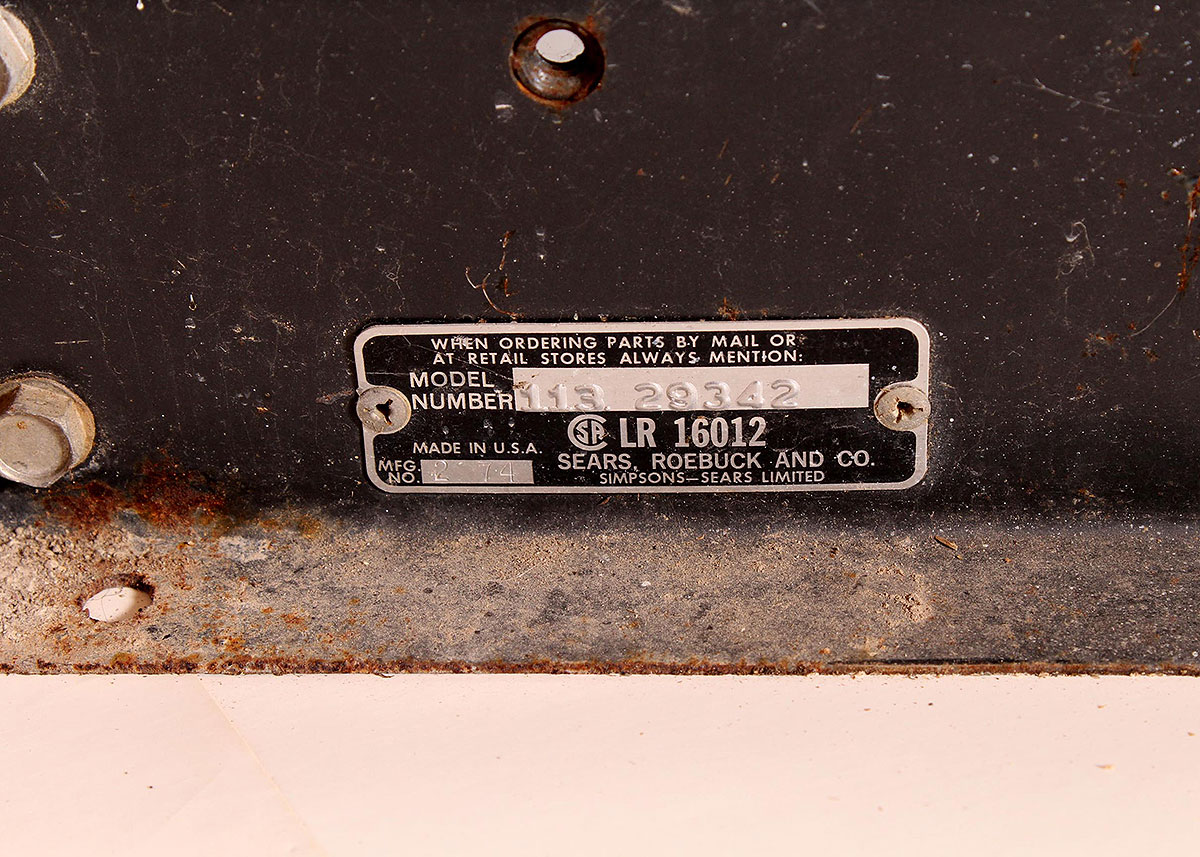 WHEN ORDERING PARTS BY MAIL OR
AT RETAIL STORES ALWAYS MENTION:
MODEL NUMBER 113 29342
SA LR 16012
MADE IN U.S.A.
SEARS, ROEBUCK AND CO.
MFG. NO. 2 74
SIMPSONS-SEARS LIMITED